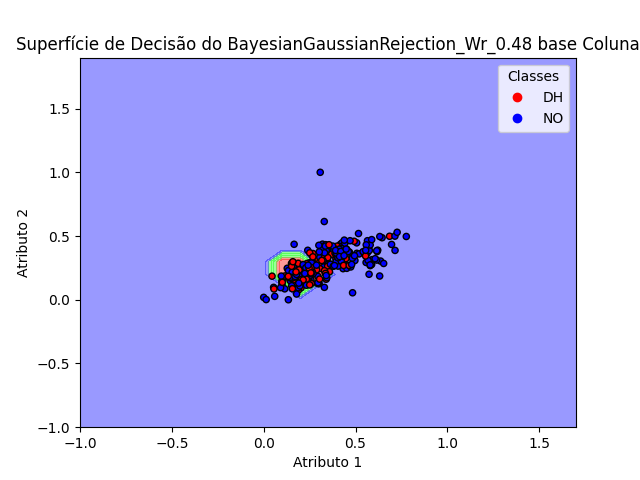 Superfície de Decisão do BayesianGaussianRejection_Wr_0.48 base Coluna
Classes
DH
NO
Atributo 2
1.5
1.0
0.5
0.0
−0.5
−1.0
−1.0 −0.5 0.0 0.5 1.0 1.5
Atributo 1